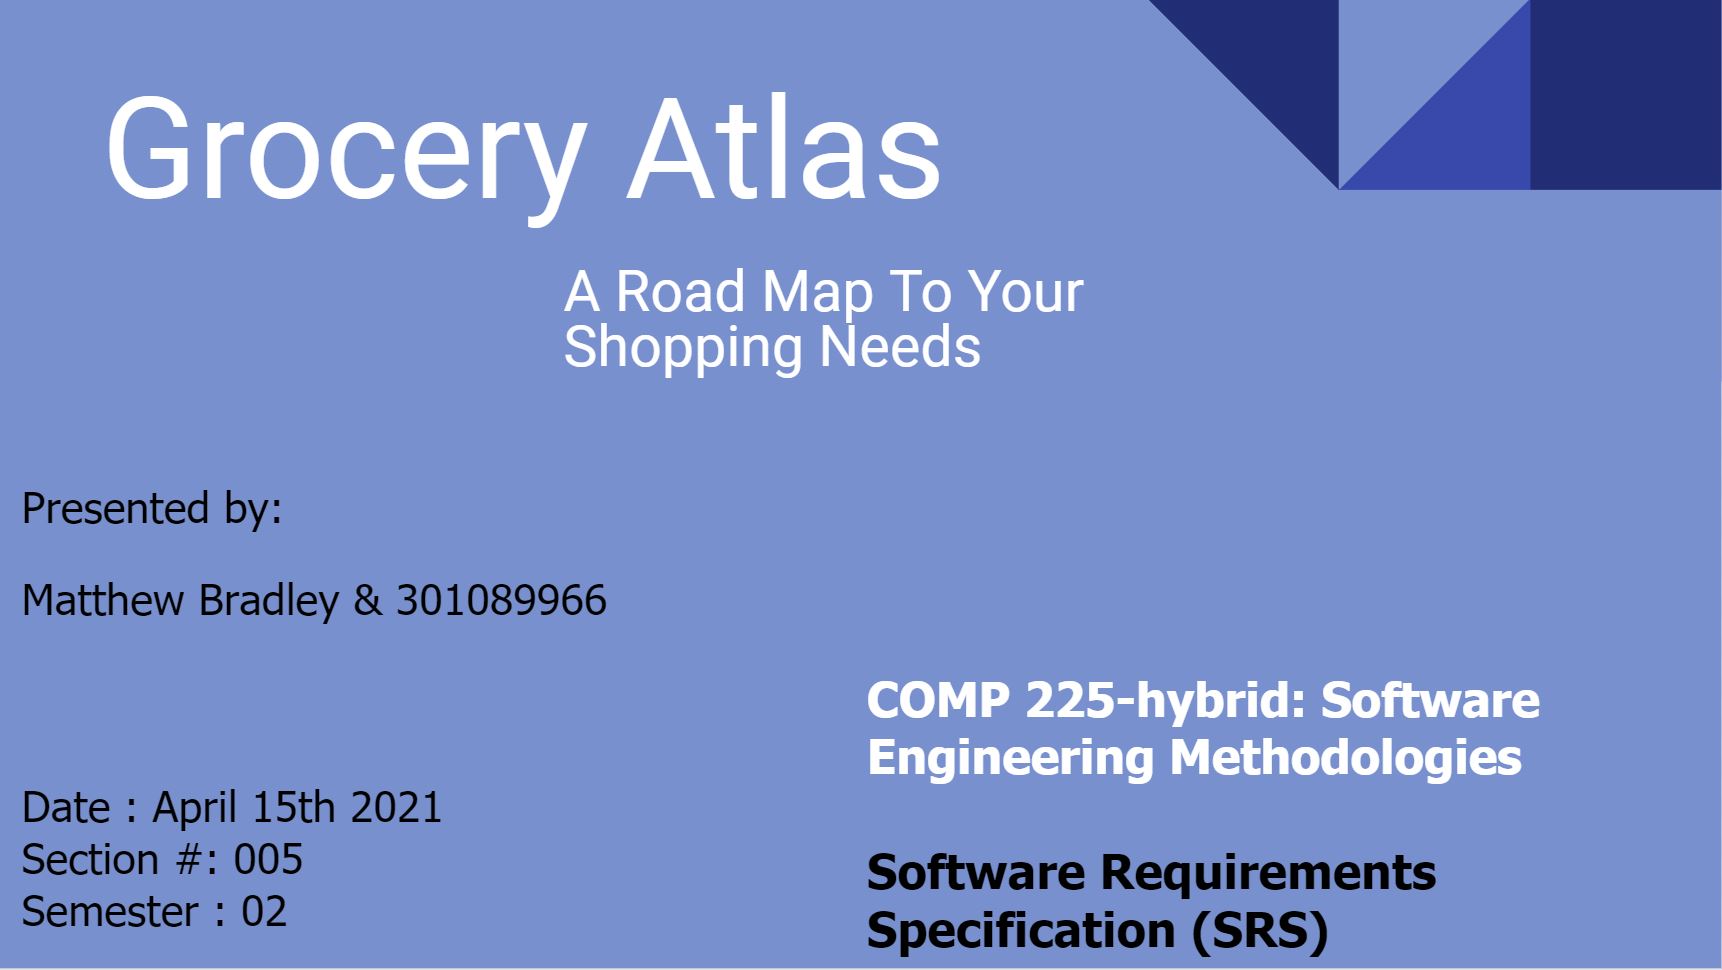 Grocery Atlas
A Road Map To Your
Shopping Needs
Presented by:
Matthew Bradley & 301089966
COMP 225-hybrid: Software
Engineering Methodologies
Date : April 15th 2021
Section #: 005
Semester : 02
Software Requirements
Specification (SRS)